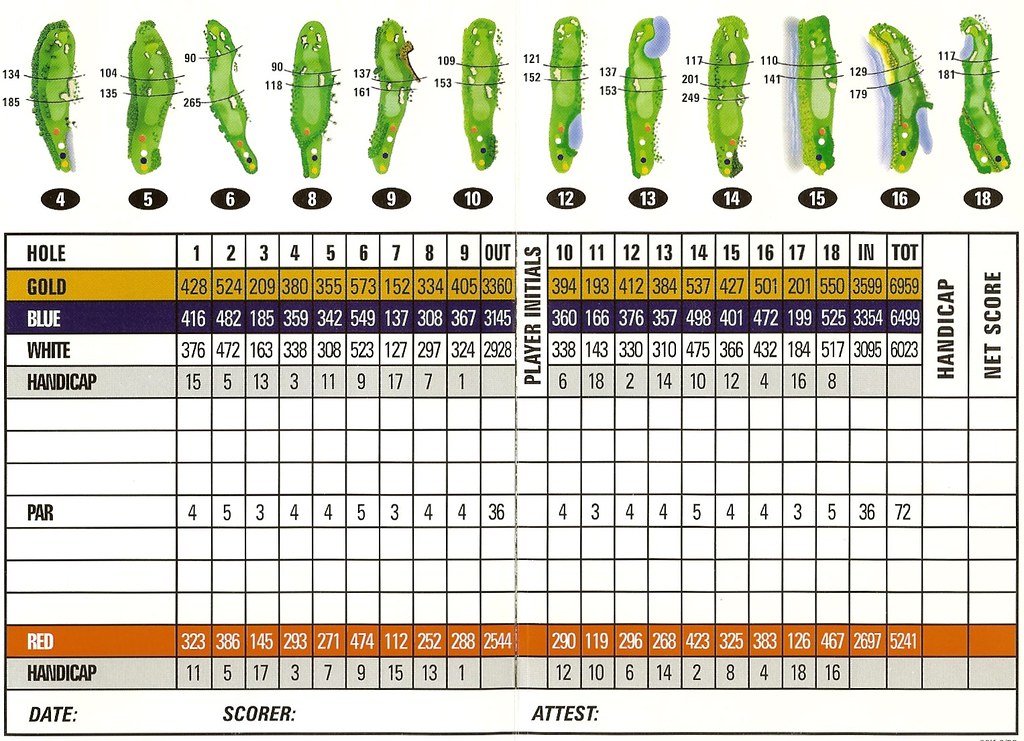 134 185 104 135 90 265 90 118 137 161 109 153 121 152 137 153 117 201 249 110 141 129 179 117 181
4 5 6 8 9 10 12 13 14 15 16 18
HOLE 1 2 3 4 5 6 7 8 9 OUT PLAYER INITIALS 10 11 12 13 14 15 16 17 18 IN TOT HANDICAP NET SCORE
GOLD 428 524 209 380 355 573 152 334 405 3360 394 193 412 384 537 427 501 201 550 3599 6959
BLUE 416 482 185 359 342 549 137 308 367 3145 360 166 376 357 498 401 472 199 525 3354 6499
WHITE 376 472 163 338 308 523 127 297 324 2928 338 143 330 310 475 366 432 184 517 3095 6023
HANDICAP 15 5 13 3 11 9 17 7 1 6 18 2 14 10 12 4 16 8
PAR 4 5 3 4 4 5 3 4 4 36 4 3 4 4 5 4 4 3 5 36 72
RED 323 386 145 293 271 474 112 252 288 2544 290 119 296 268 423 325 383 126 467 2697 5241
HANDICAP 11 5 17 3 7 9 15 13 1 12 10 6 14 2 8 4 18 16
DATE: SCORER: ATTEST: